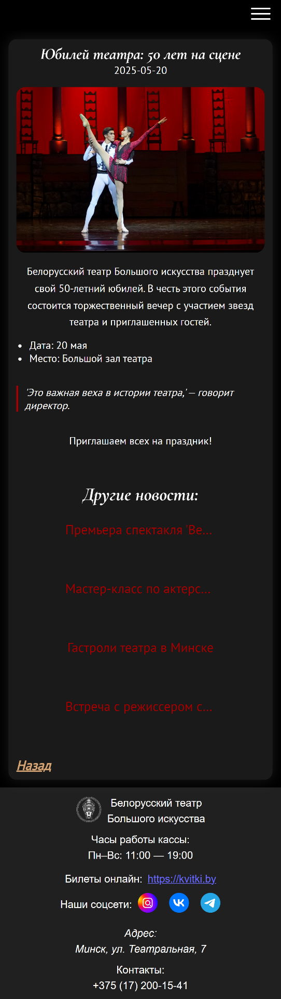 Юбилей театра: 50 лет на сцене
2025-05-20
Белорусский театр Большого искусства празднует
свой 50-летний юбилей. В честь этого события
состоится торжественный вечер с участием звезд
театра и приглашенных гостей.
• Дата: 20 мая
• Место: Большой зал театра
'Это важная веха в истории театра,' — говорит
директор.
Приглашаем всех на праздник!
Другие новости:
Премьера спектакля 'Ве...
Мастер-класс по актерс...
Гастроли театра в Минске
Встреча с режиссером с...
Назад
Белорусский театр
Большого искусства
Часы работы кассы:
Пн–Вс: 11:00 — 19:00
Билеты онлайн: https://kvitki.by
Наши соцсети:
Адрес:
Минск, ул. Театральная, 7
Контакты:
+375 (17) 200-15-41